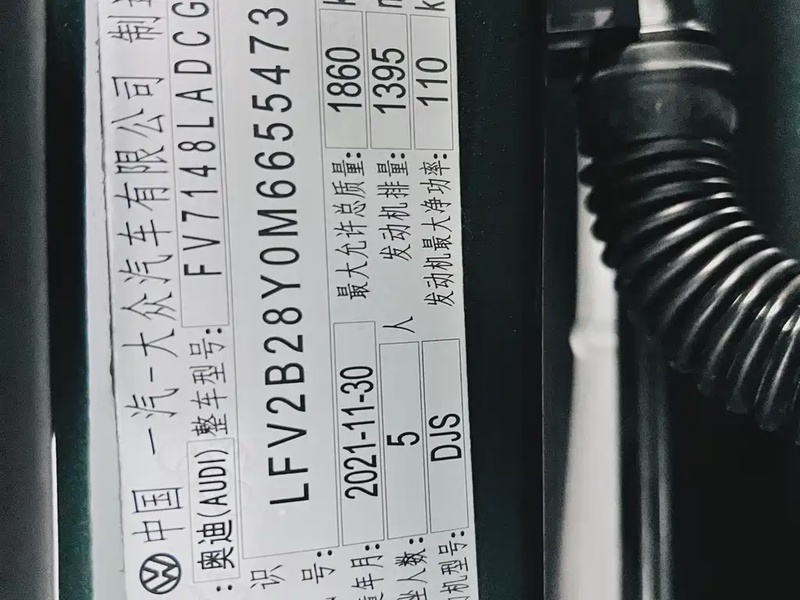 中国 一汽-大众汽车有限公司 制
: 奥迪(AUDI) 整车型号: FV7148LADCG
识 LFV2B28Y0M6655473
号:
年月: 2021-11-30 最大允许总质量: 1860 k
坐人数: 5 人 发动机排量: 1395
机型号: DJS 发动机最大净功率: 110 k